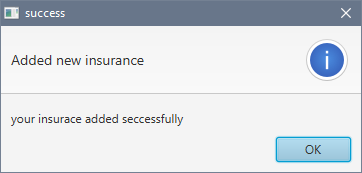 success
Added new insurance
i
your insurace added seccessfully
OK